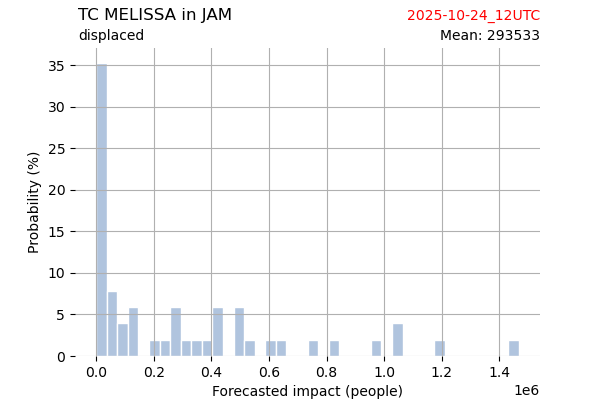 TC MELISSA in JAM
2025-10-24_12UTC
displaced
Mean: 293533
Probability (%)
35
30
25
20
15
10
5
0
0.0 0.2 0.4 0.6 0.8 1.0 1.2 1.4
1e6
Forecasted impact (people)